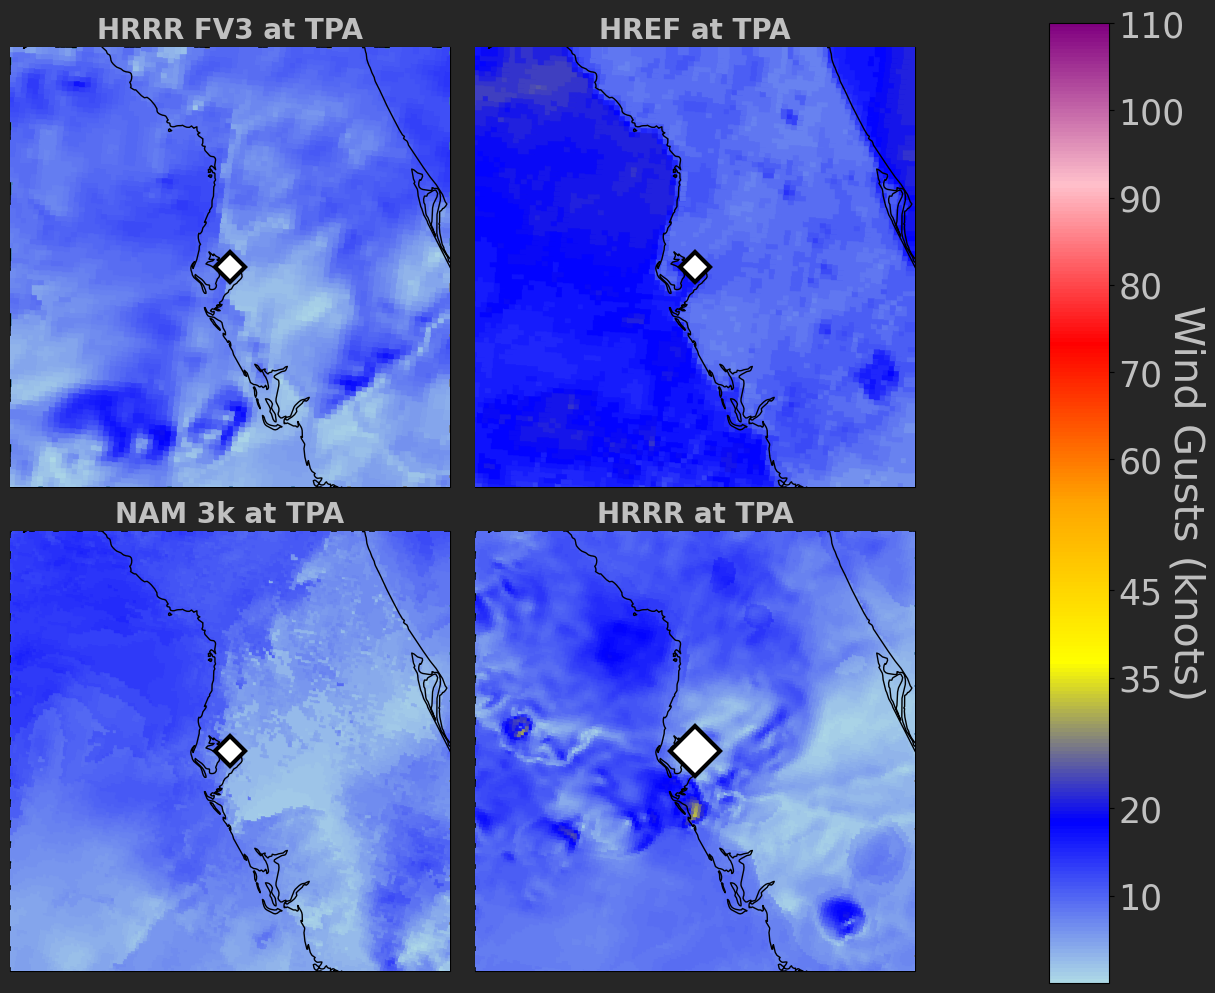 HRRR FV3 at TPA
HREF at TPA
NAM 3k at TPA
HRRR at TPA
110
100
90
80
70
60
45
35
20
10
Wind Gusts (knots)